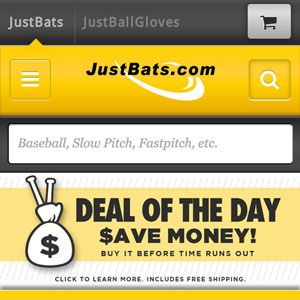 JustBats JustBallGloves
JustBats.com
Baseball, Slow Pitch, Fastpitch, etc.
$
DEAL OF THE DAY
$AVE MONEY!
BUY IT BEFORE TIME RUNS OUT
CLICK TO LEARN MORE. INCLUDES FREE SHIPPING.